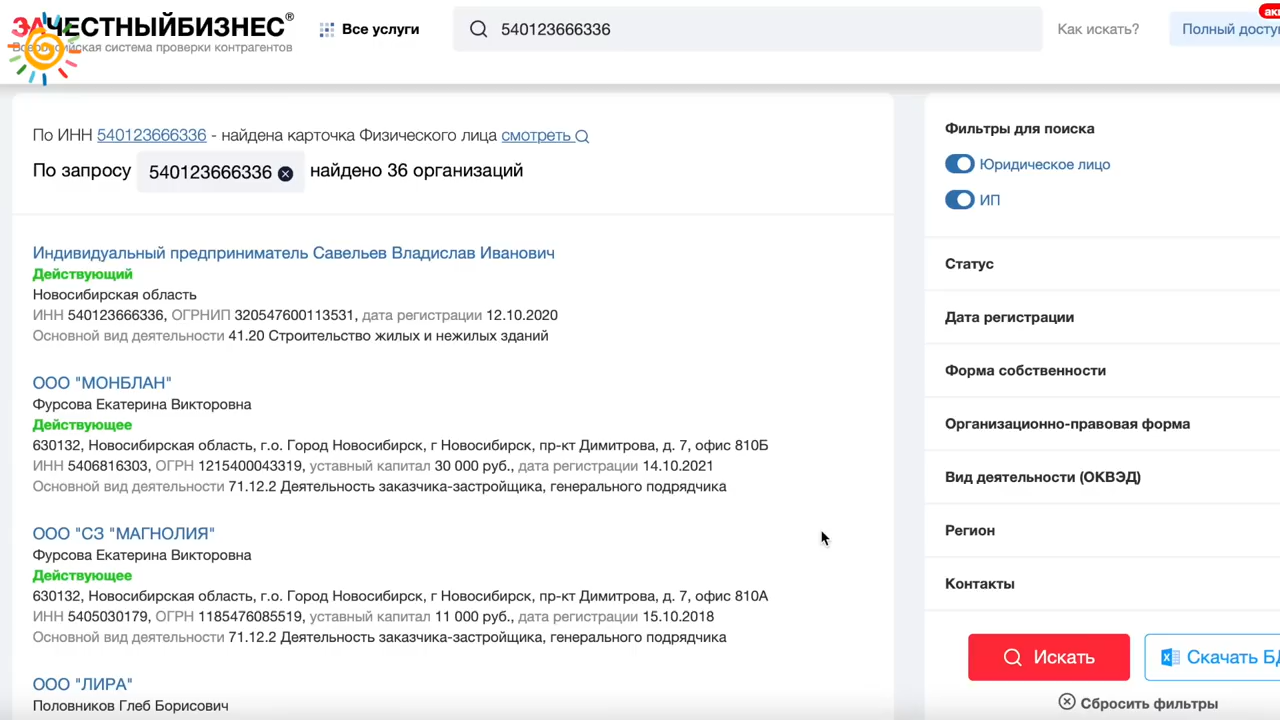 ЗАЧЕСТНЫЙБИЗНЕС®
Всероссийская система проверки контрагентов
Все услуги
540123666336
Как искать?
Полный досту
ак
По ИНН 540123666336 - найдена карточка Физического лица смотреть
По запросу 540123666336 найдено 36 организаций
Индивидуальный предприниматель Савельев Владислав Иванович
Действующий
Новосибирская область
ИНН 540123666336, ОГРНИП 320547600113531, дата регистрации 12.10.2020
Основной вид деятельности 41.20 Строительство жилых и нежилых зданий
ООО "МОНБЛАН"
Фурсова Екатерина Викторовна
Действующее
630132, Новосибирская область, г.о. Город Новосибирск, г Новосибирск, пр-кт Димитрова, д. 7, офис 810Б
ИНН 5406816303, ОГРН 1215400043319, уставный капитал 30 000 руб., дата регистрации 14.10.2021
Основной вид деятельности 71.12.2 Деятельность заказчика-застройщика, генерального подрядчика
ООО "СЗ "МАГНОЛИЯ"
Фурсова Екатерина Викторовна
Действующее
630132, Новосибирская область, г.о. Город Новосибирск, г Новосибирск, пр-кт Димитрова, д. 7, офис 810А
ИНН 5405030179, ОГРН 1185476085519, уставный капитал 11 000 руб., дата регистрации 15.10.2018
Основной вид деятельности 71.12.2 Деятельность заказчика-застройщика, генерального подрядчика
ООО "ЛИРА"
Половников Глеб Борисович
Фильтры для поиска
Юридическое лицо
ИП
Статус
Дата регистрации
Форма собственности
Организационно-правовая форма
Вид деятельности (ОКВЭД)
Регион
Контакты
Искать
Скачать БД
Сбросить фильтры